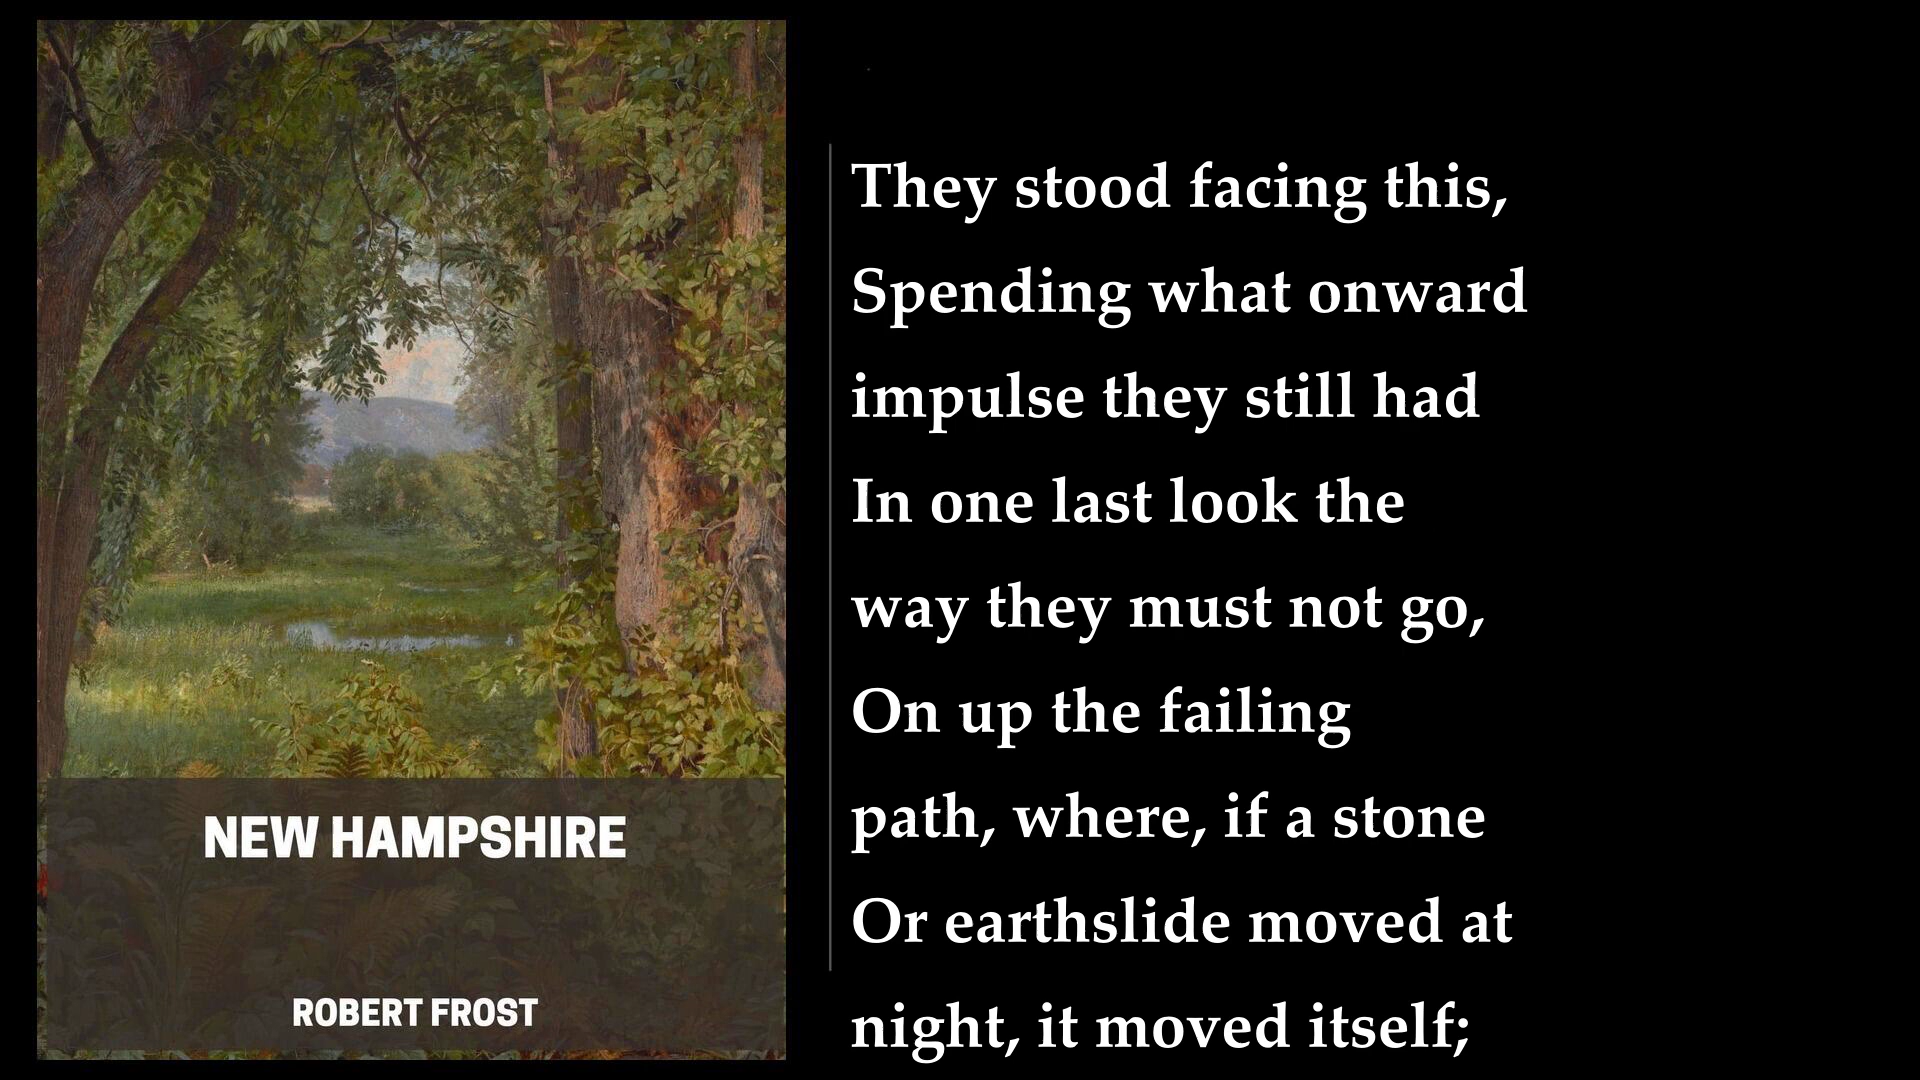 NEW HAMPSHIRE
ROBERT FROST
They stood facing this,
Spending what onward
impulse they still had
In one last look the
way they must not go,
On up the failing
path, where, if a stone
Or earthslide moved at
night, it moved itself;